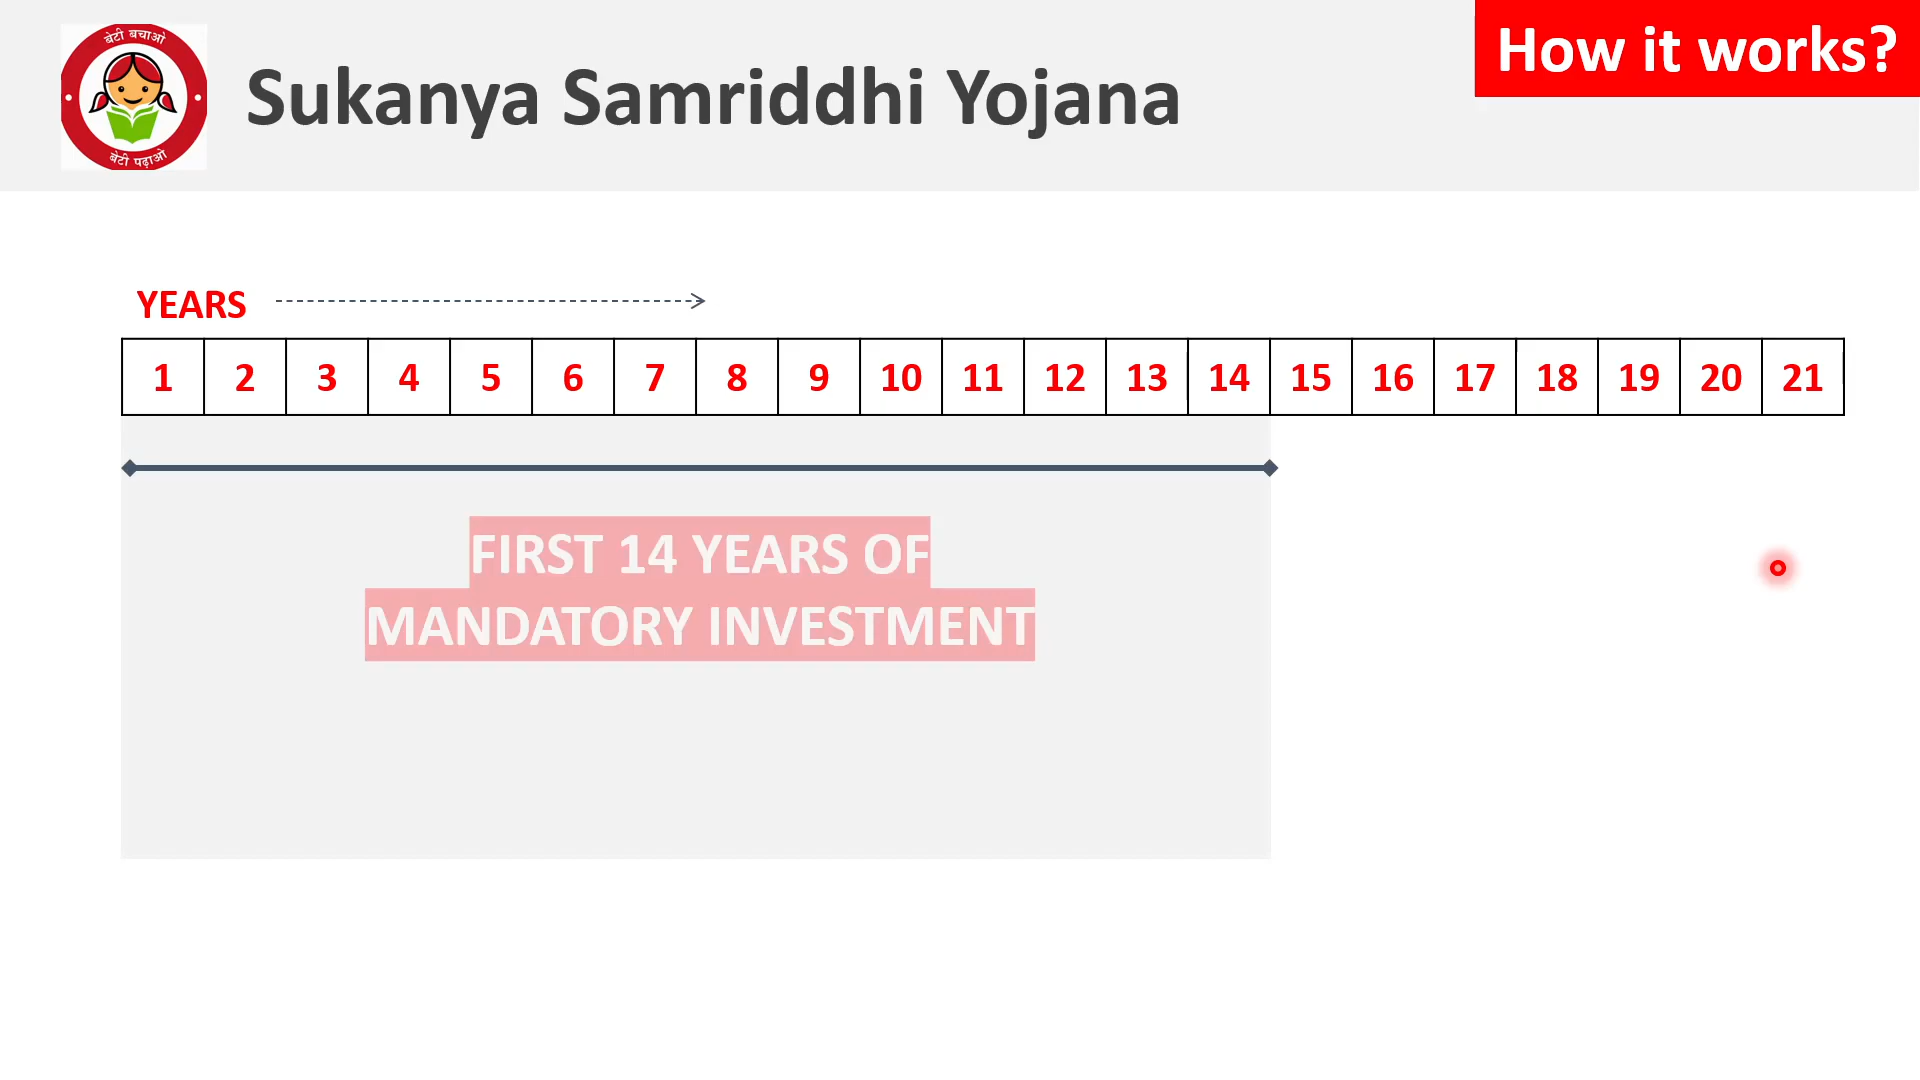 बेटी बचाओ
बेटी पढ़ाओ
Sukanya Samriddhi Yojana
How it works?
YEARS
1 2 3 4 5 6 7 8 9 10 11 12 13 14 15 16 17 18 19 20 21
FIRST 14 YEARS OF
MANDATORY INVESTMENT